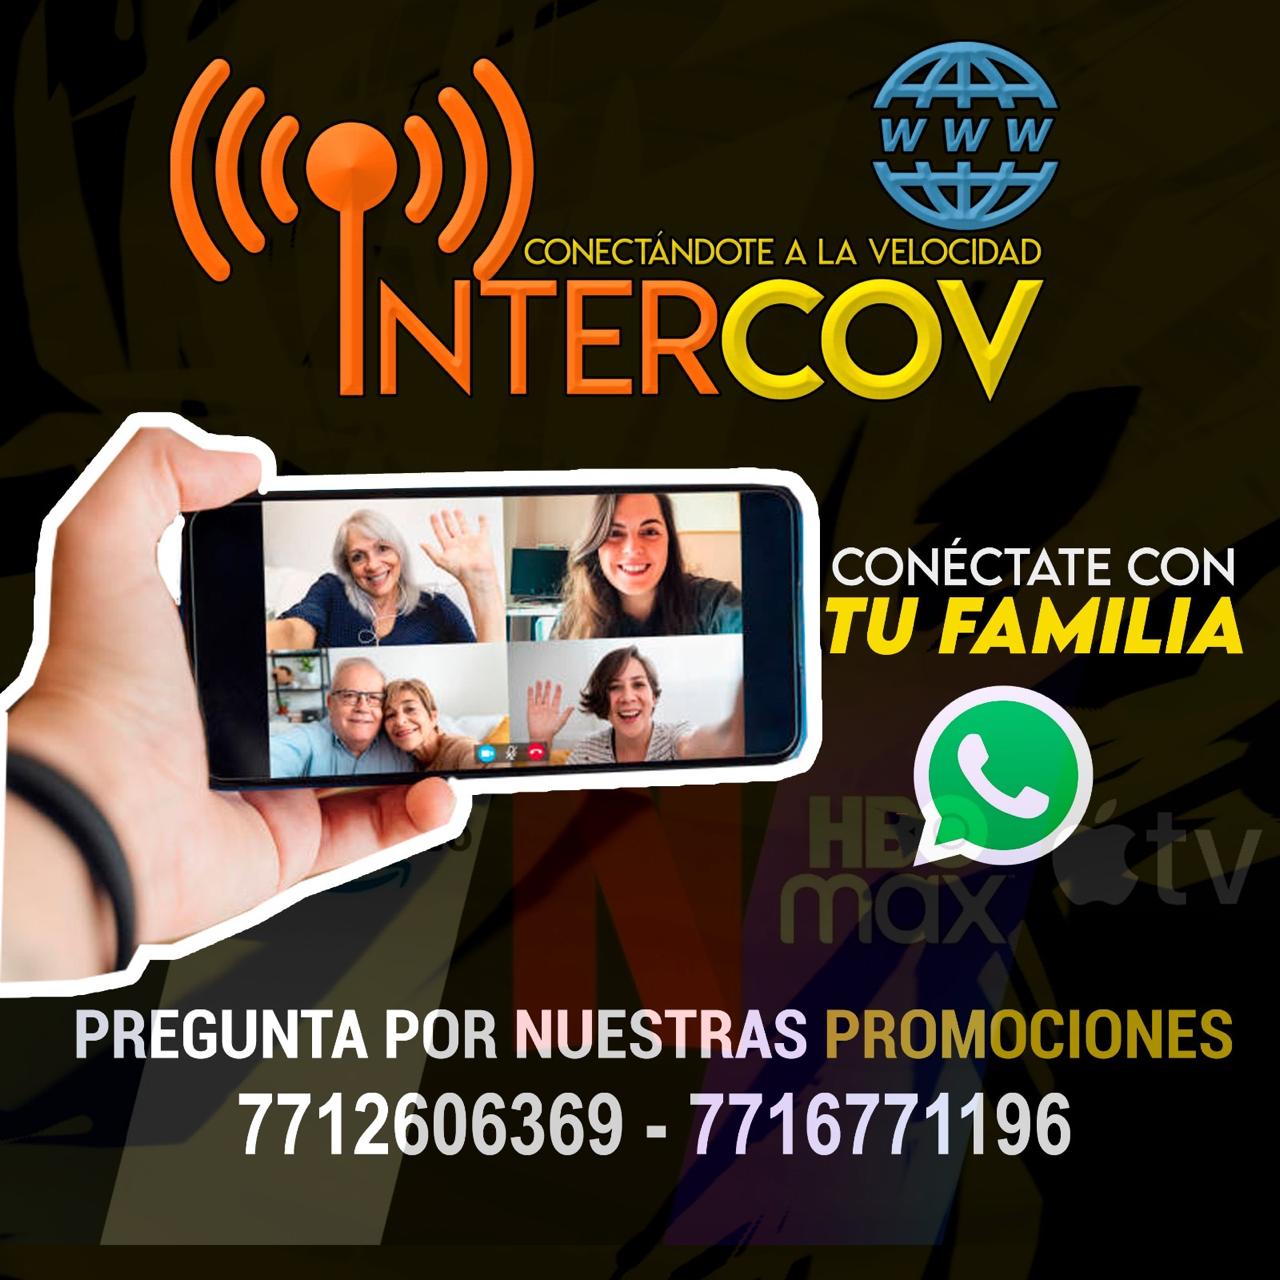 WWW
CONECTÁNDOTE A LA VELOCIDAD
INTERCOV
CONÉCTATE CON
TU FAMILIA
HBO
max
tv
PREGUNTA POR NUESTRAS PROMOCIONES
7712606369 - 7716771196